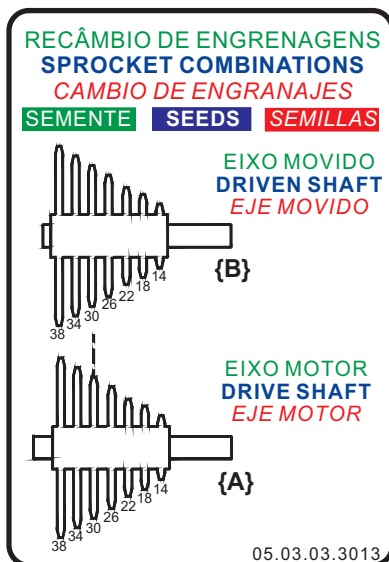 RECÂMBIO DE ENGRENAGENS
SPROCKET COMBINATIONS
CAMBIO DE ENGRANAJES
SEMENTE SEEDS SEMILLAS
EIXO MOVIDO
DRIVEN SHAFT
EJE MOVIDO
{B}
38 34 30 26 22 18 14
EIXO MOTOR
DRIVE SHAFT
EJE MOTOR
{A}
38 34 30 26 22 18 14
05.03.03.3013